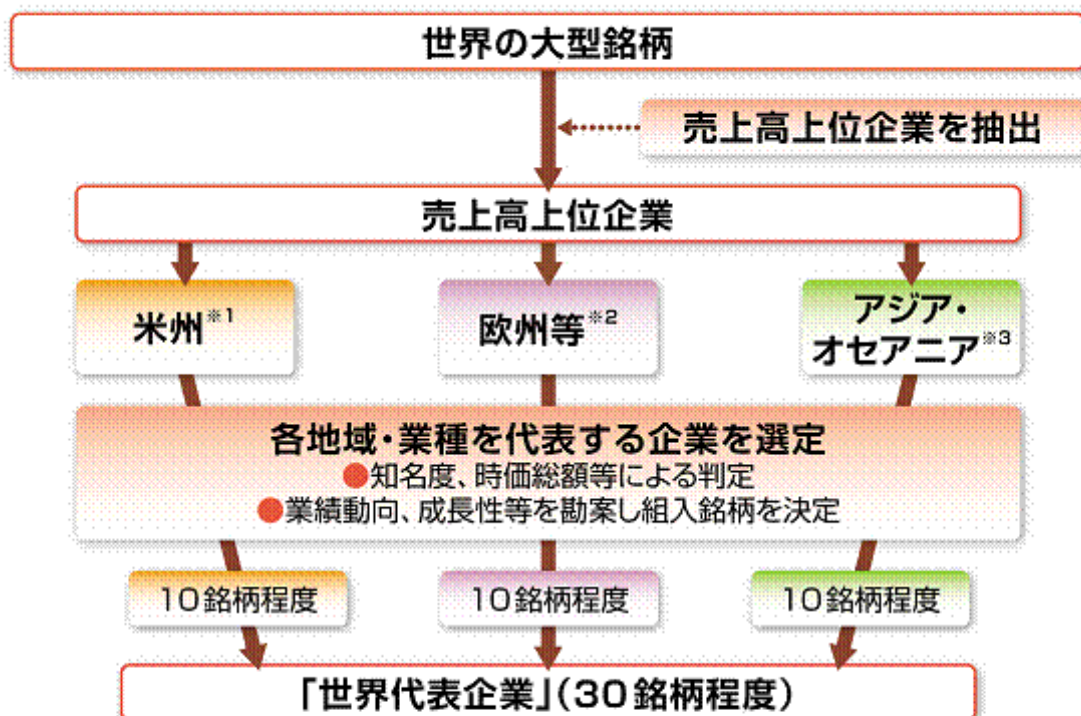 世界の大型銘柄
売上高上位企業を抽出
売上高上位企業
米州※1
欧州等※2
アジア・
オセアニア※3
各地域・業種を代表する企業を選定
●知名度、時価総額等による判定
●業績動向、成長性等を勘案し組入銘柄を決定
10銘柄程度
10銘柄程度
10銘柄程度
「世界代表企業」(30銘柄程度)